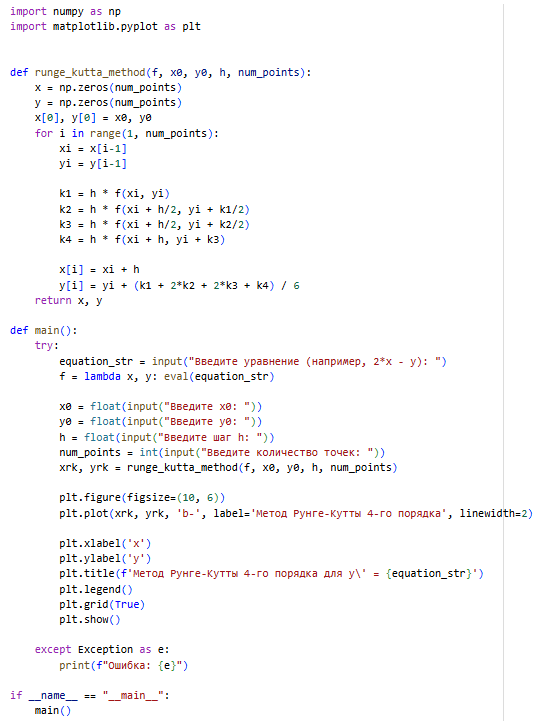 import numpy as np
import matplotlib.pyplot as plt
def runge_kutta_method(f, x0, y0, h, num_points):
    x = np.zeros(num_points)
    y = np.zeros(num_points)
    x[0], y[0] = x0, y0
    for i in range(1, num_points):
        xi = x[i-1]
        yi = y[i-1]
        k1 = h * f(xi, yi)
        k2 = h * f(xi + h/2, yi + k1/2)
        k3 = h * f(xi + h/2, yi + k2/2)
        k4 = h * f(xi + h, yi + k3)
        x[i] = xi + h
        y[i] = yi + (k1 + 2*k2 + 2*k3 + k4) / 6
    return x, y
def main():
    try:
        equation_str = input("Введите уравнение (например, 2*x - y): ")
        f = lambda x, y: eval(equation_str)
        x0 = float(input("Введите x0: "))
        y0 = float(input("Введите y0: "))
        h = float(input("Введите шаг h: "))
        num_points = int(input("Введите количество точек: "))
        xrk, yrk = runge_kutta_method(f, x0, y0, h, num_points)
        plt.figure(figsize=(10, 6))
        plt.plot(xrk, yrk, 'b-', label='Метод Рунге-Кутты 4-го порядка', linewidth=2)
        plt.xlabel('x')
        plt.ylabel('y')
        plt.title(f'Метод Рунге-Кутты 4-го порядка для y\' = {equation_str}')
        plt.legend()
        plt.grid(True)
        plt.show()
    except Exception as e:
        print(f"Ошибка: {e}")
if __name__ == "__main__":
    main()